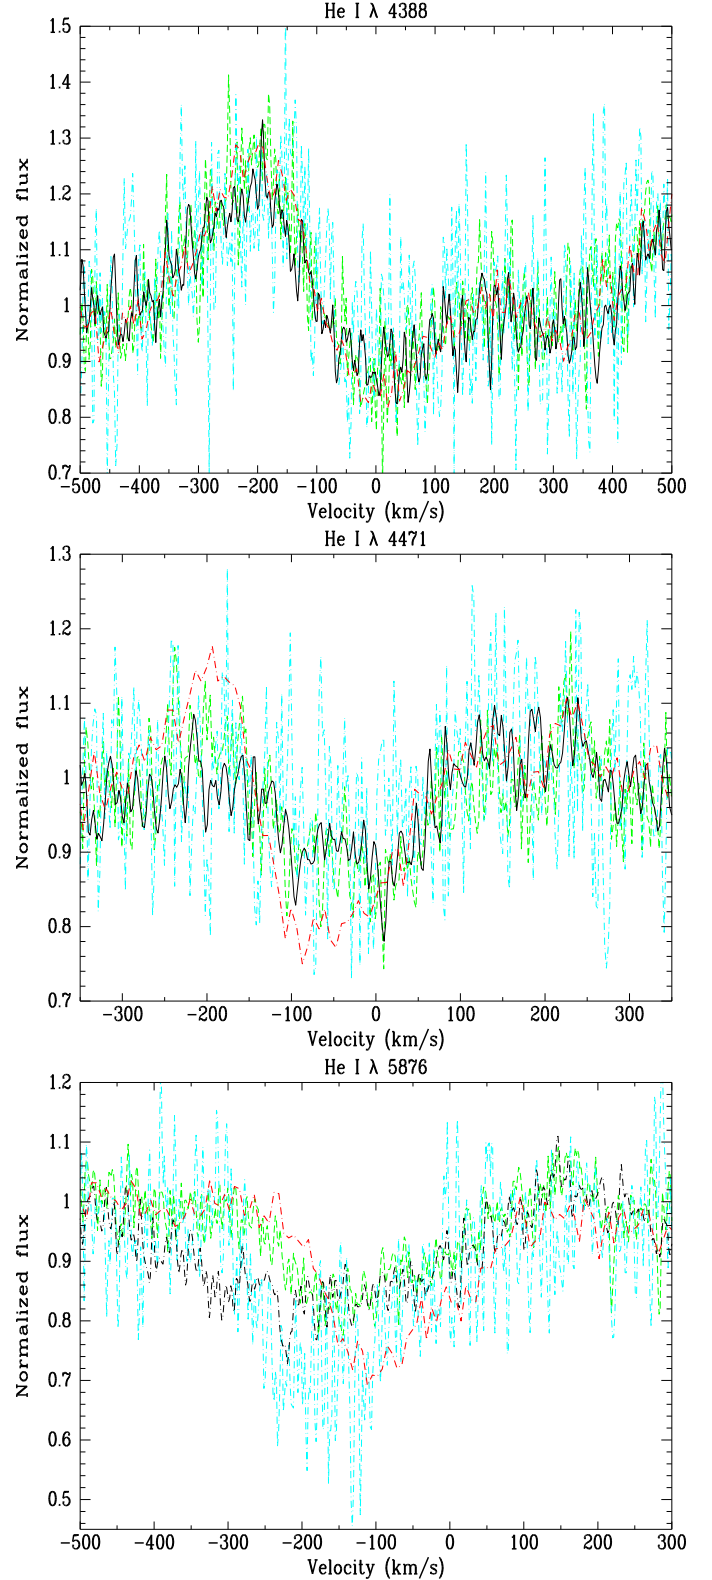 He I λ 4388
1.5
1.4
1.3
1.2
1.1
1
0.9
0.8
0.7
Normalized flux
−500 −400 −300 −200 −100 0 100 200 300 400 500
Velocity (km/s)
He I λ 4471
1.3
1.2
1.1
1
0.9
0.8
0.7
Normalized flux
−300 −200 −100 0 100 200 300
Velocity (km/s)
He I λ 5876
1.2
1.1
1
0.9
0.8
0.7
0.6
0.5
Normalized flux
−500 −400 −300 −200 −100 0 100 200 300
Velocity (km/s)